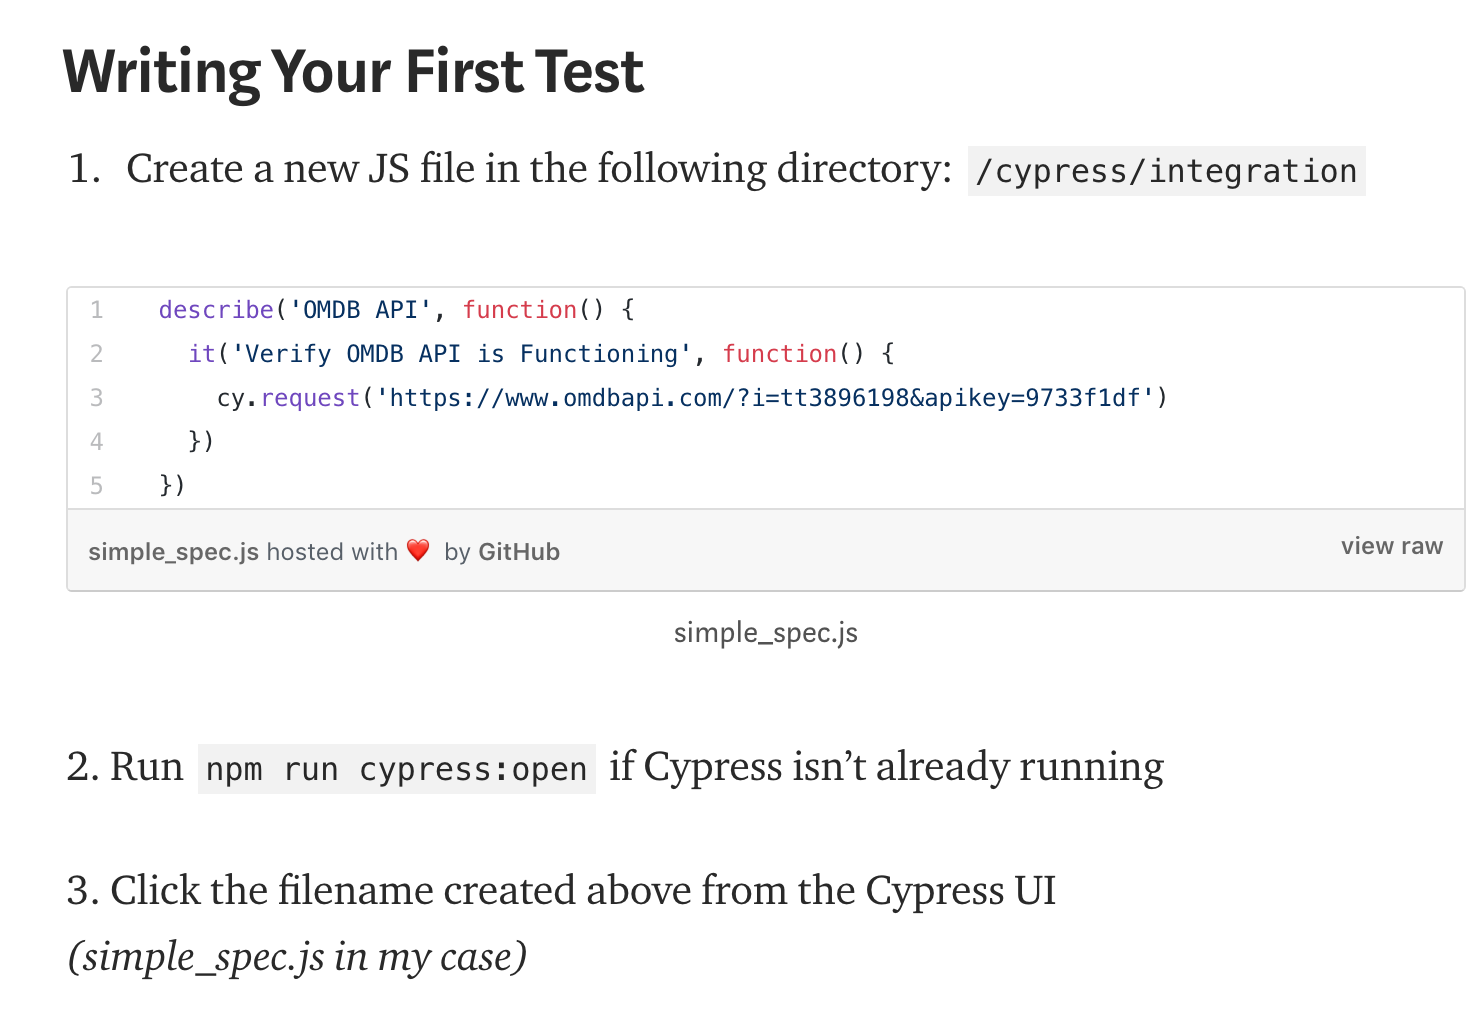 Writing Your First Test
1. Create a new JS file in the following directory: /cypress/integration
1 describe('OMDB API', function() {
2 it('Verify OMDB API is Functioning', function() {
3 cy.request('https://www.omdbapi.com/?i=tt3896198&apikey=9733f1df')
4 })
5 })
simple_spec.js hosted with ❤ by GitHub view raw
simple_spec.js
2. Run npm run cypress:open if Cypress isn’t already running
3. Click the filename created above from the Cypress UI
(simple_spec.js in my case)